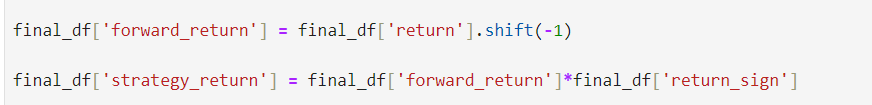 final_df['forward_return'] = final_df['return'].shift(-1)
final_df['strategy_return'] = final_df['forward_return']*final_df['return_sign']